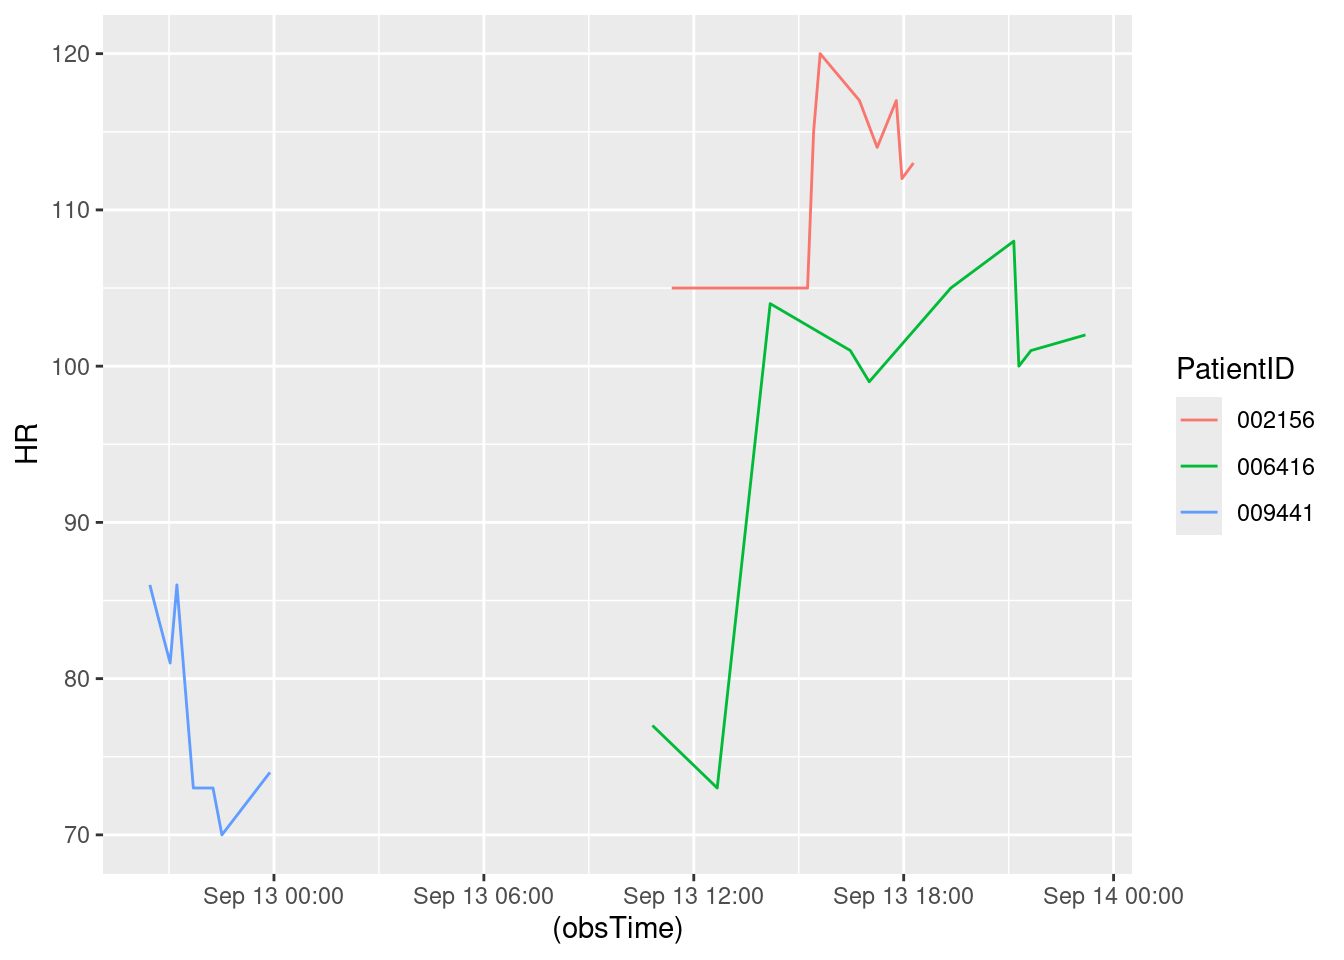 120
110
100
90
80
70
HR
Sep 13 00:00
Sep 13 06:00
Sep 13 12:00
Sep 13 18:00
Sep 14 00:00
(obsTime)
PatientID
002156
006416
009441